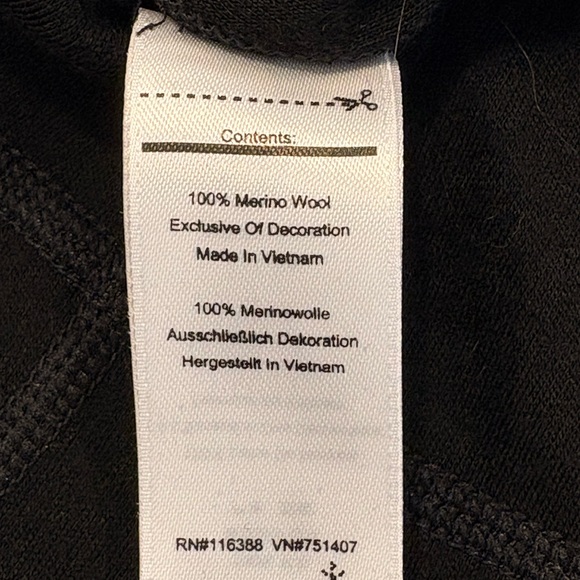 Contents:
100% Merino Wool
Exclusive Of Decoration
Made In Vietnam
100% Merinowolle
Ausschließlich Dekoration
Hergestellt In Vietnam
RN#116388 VN#751407